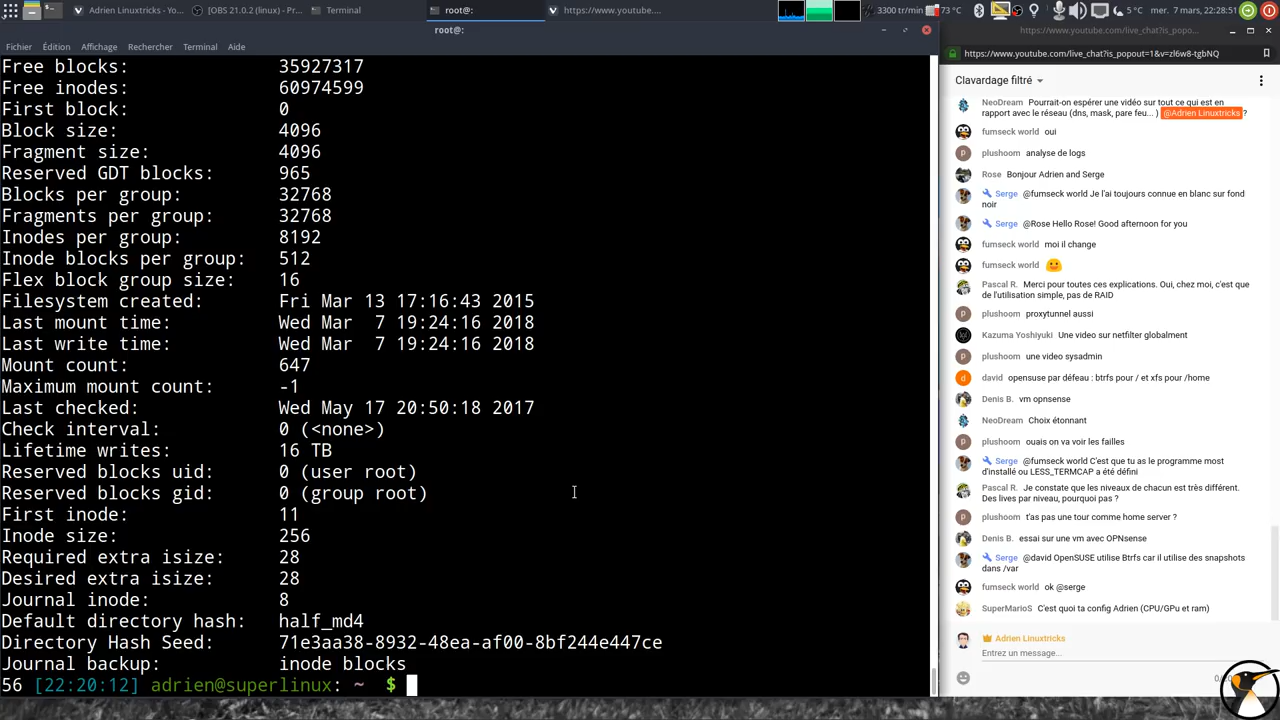 Adrien Linuxtricks - Yo...
[OBS 21.0.2 (linux) - Pr...
Terminal
root@:
https://www.youtube....
3300 tr/min
73 °C
5 °C
mer. 7 mars, 22:28:51
root@:
Fichier Édition Affichage Rechercher Terminal Aide
Free blocks: 35927317
Free inodes: 60974399
First block: 0
Block size: 4096
Fragment size: 4096
Reserved GDT blocks: 965
Blocks per group: 32768
Fragments per group: 32768
Inodes per group: 8192
Inode blocks per group: 512
Flex block group size: 16
Filesystem created: Fri Mar 13 17:16:43 2015
Last mount time: Wed Mar  7 19:24:16 2018
Last write time: Wed Mar  7 19:24:16 2018
Mount count: 647
Maximum mount count: -1
Last checked: Wed May 17 20:50:18 2017
Check interval: 0 (<none>)
Lifetime writes: 16 TB
Reserved blocks uid: 0 (user root)
Reserved blocks gid: 0 (group root)
First inode: 11
Inode size: 256
Required extra isize: 28
Desired extra isize: 28
Journal inode: 8
Default directory hash: half_md4
Directory Hash Seed: 71e3aa38-8932-48ea-af00-8bf244e447ce
Journal backup: inode blocks
56 [22:20:12] adrien@superlinux: ~ $
https://www.youtube.com/live_chat?is_popo...
https://www.youtube.com/live_chat?is_popout=1&v=zl6w8-tgbNQ
Clavardage filtré
NeoDream Pourrait-on espérer une vidéo sur tout ce qui est en
rapport avec le réseau (dns, mask, pare feu... ) @Adrien Linuxtricks ?
fumseck world oui
plushoom analyse de logs
Rose Bonjour Adrien and Serge
Serge @fumseck world Je l'ai toujours connue en blanc sur fond
noir
Serge @Rose Hello Rose! Good afternoon for you
fumseck world moi il change
fumseck world
Pascal R. Merci pour toutes ces explications. Oui, chez moi, c'est que
de l'utilisation simple, pas de RAID
plushoom proxytunnel aussi
Kazuma Yoshiyuki Une video sur netfilter globalment
plushoom une video sysadmin
david opensuse par défeau : btrfs pour / et xfs pour /home
Denis B. vm opnsense
NeoDream Choix étonnant
plushoom ouais on va voir les failles
Serge @fumseck world C'est que tu as le programme most
d'installé ou LESS_TERMCAP a été défini
Pascal R. Je constate que les niveaux de chacun est très différent.
Des lives par niveau, pourquoi pas ?
plushoom t'as pas une tour comme home server ?
Denis B. essai sur une vm avec OPNsense
Serge @david OpenSUSE utilise Btrfs car il utilise des snapshots
dans /var
fumseck world ok @serge
SuperMarioS C'est quoi ta config Adrien (CPU/GPu et ram)
Adrien Linuxtricks
Entrez un message...